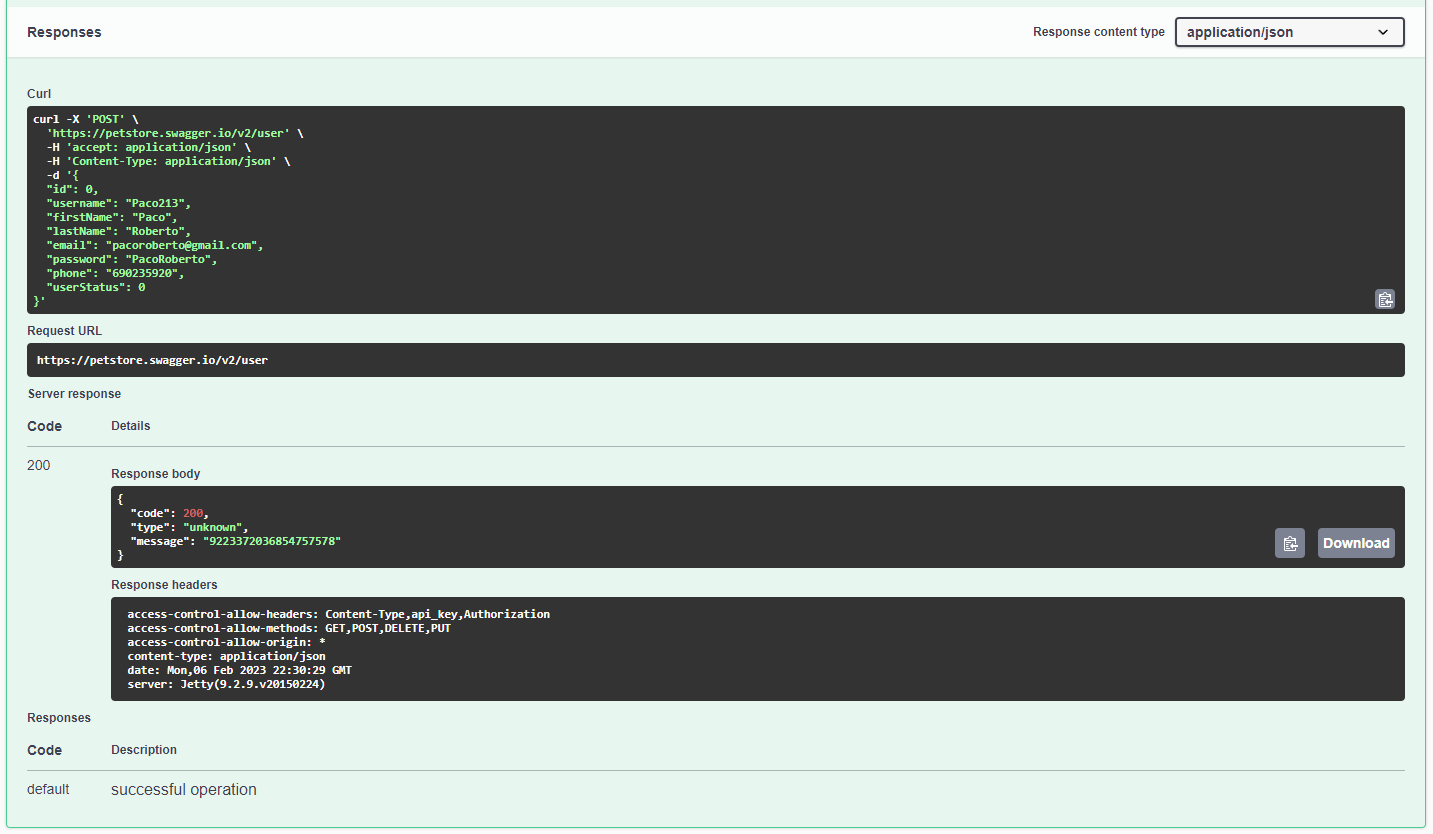 Responses
Response content type application/json
Curl
curl -X 'POST' \
  'https://petstore.swagger.io/v2/user' \
  -H 'accept: application/json' \
  -H 'Content-Type: application/json' \
  -d '{
  "id": 0,
  "username": "Paco213",
  "firstName": "Paco",
  "lastName": "Roberto",
  "email": "pacoroberto@gmail.com",
  "password": "PacoRoberto",
  "phone": "690235920",
  "userStatus": 0
}'
Request URL
https://petstore.swagger.io/v2/user
Server response
Code Details
200
Response body
{
  "code": 200,
  "type": "unknown",
  "message": "9223372036854757578"
}
Download
Response headers
access-control-allow-headers: Content-Type,api_key,Authorization
access-control-allow-methods: GET,POST,DELETE,PUT
access-control-allow-origin: *
content-type: application/json
date: Mon,06 Feb 2023 22:30:29 GMT
server: Jetty(9.2.9.v20150224)
Responses
Code Description
default successful operation